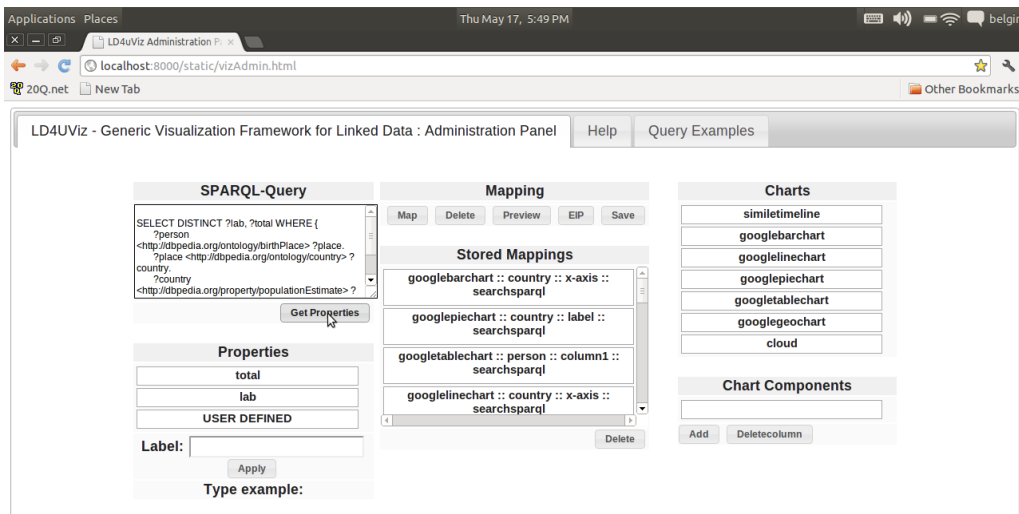 Applications Places
Thu May 17, 5:49 PM
belgin
LD4uViz Administration Pa
localhost:8000/static/vizAdmin.html
20Q.net New Tab
Other Bookmarks
LD4UViz - Generic Visualization Framework for Linked Data : Administration Panel
Help
Query Examples
SPARQL-Query
SELECT DISTINCT ?lab, ?total WHERE {
?person
<http://dbpedia.org/ontology/birthPlace> ?place.
?place <http://dbpedia.org/ontology/country> ?
country.
?country
<http://dbpedia.org/property/populationEstimate> ?
Get Properties
Properties
total
lab
USER DEFINED
Label:
Apply
Type example:
Mapping
Map Delete Preview EIP Save
Stored Mappings
googlebarchart :: country :: x-axis ::
searchsparql
googlepiechart :: country :: label ::
searchsparql
googletablechart :: person :: column1 ::
searchsparql
googlelinechart :: country :: x-axis ::
searchsparql
Delete
Charts
similetimeline
googlebarchart
googlelinechart
googlepiechart
googletablechart
googlegeochart
cloud
Chart Components
Add Deletecolumn